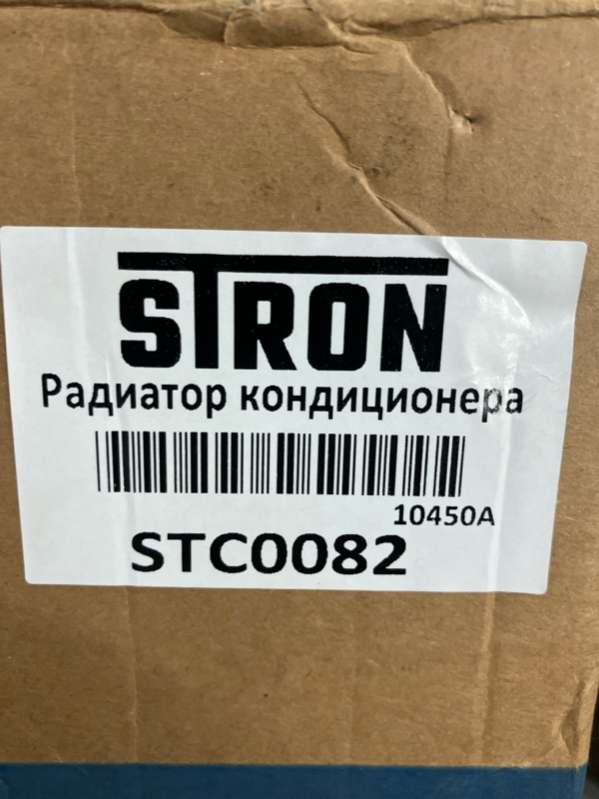 STRON
Радиатор кондиционера
10450A
STC0082